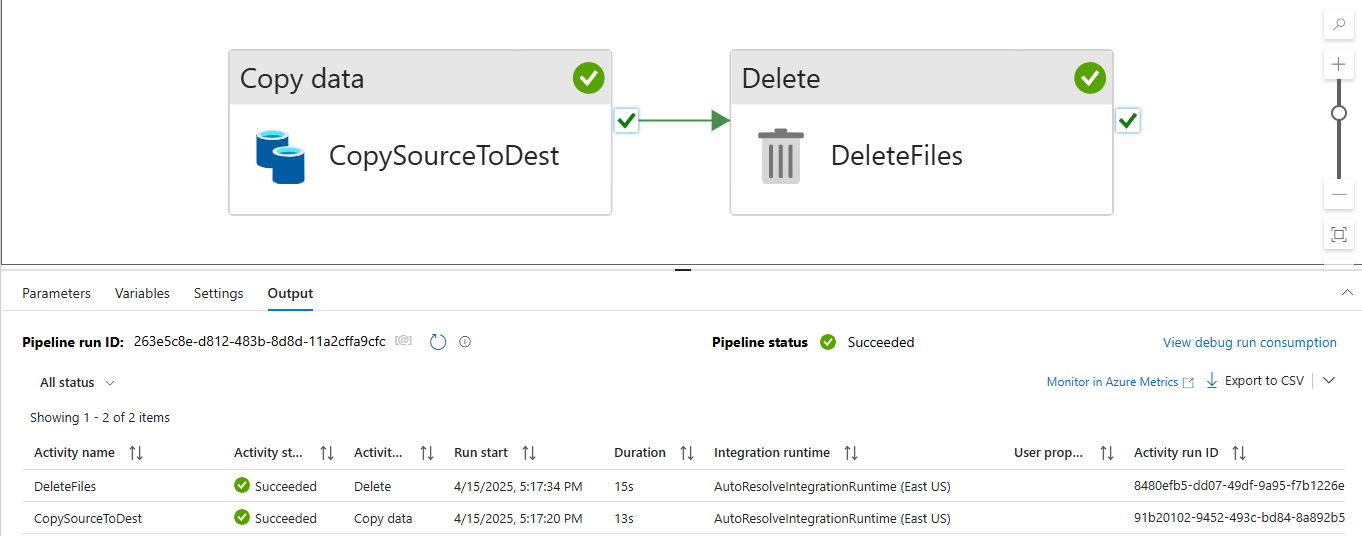 Copy data
Delete
CopySourceToDest
DeleteFiles
Parameters Variables Settings Output
Pipeline run ID: 263e5c8e-d812-483b-8d8d-11a2cffa9cfc [@] Pipeline status Succeeded View debug run consumption
All status Monitor in Azure Metrics Export to CSV
Showing 1 - 2 of 2 items
Activity name Activity st... Activit... Run start Duration Integration runtime User prop... Activity run ID
DeleteFiles Succeeded Delete 4/15/2025, 5:17:34 PM 15s AutoResolveIntegrationRuntime (East US) 8480efb5-dd07-49df-9a95-f7b1226e
CopySourceToDest Succeeded Copy data 4/15/2025, 5:17:20 PM 13s AutoResolveIntegrationRuntime (East US) 91b20102-9452-493c-bd84-8a892b5